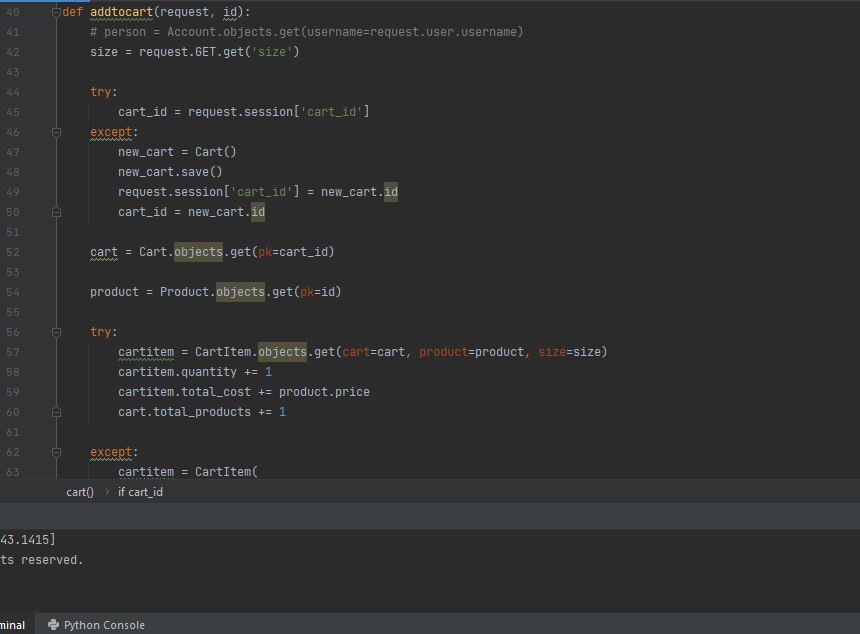 40 def addtocart(request, id):
41 # person = Account.objects.get(username=request.user.username)
42 size = request.GET.get('size')
43
44 try:
45 cart_id = request.session['cart_id']
46 except:
47 new_cart = Cart()
48 new_cart.save()
49 request.session['cart_id'] = new_cart.id
50 cart_id = new_cart.id
51
52 cart = Cart.objects.get(pk=cart_id)
53
54 product = Product.objects.get(pk=id)
55
56 try:
57 cartitem = CartItem.objects.get(cart=cart, product=product, size=size)
58 cartitem.quantity += 1
59 cartitem.total_cost += product.price
60 cart.total_products += 1
61
62 except:
63 cartitem = CartItem(
cart() › if cart_id
43.1415]
ts reserved.
minal Python Console